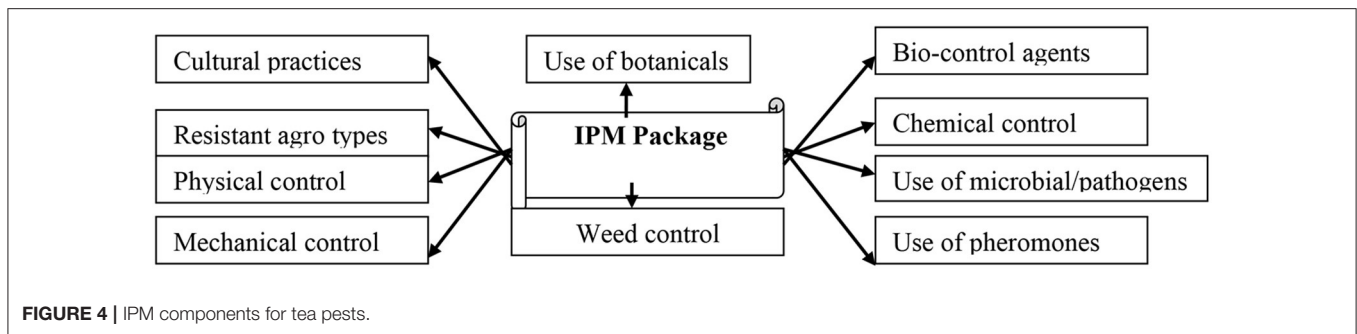 Cultural practices
Resistant agro types
Physical control
Mechanical control
Use of botanicals
IPM Package
Weed control
Bio-control agents
Chemical control
Use of microbial/pathogens
Use of pheromones
FIGURE 4 | IPM components for tea pests.